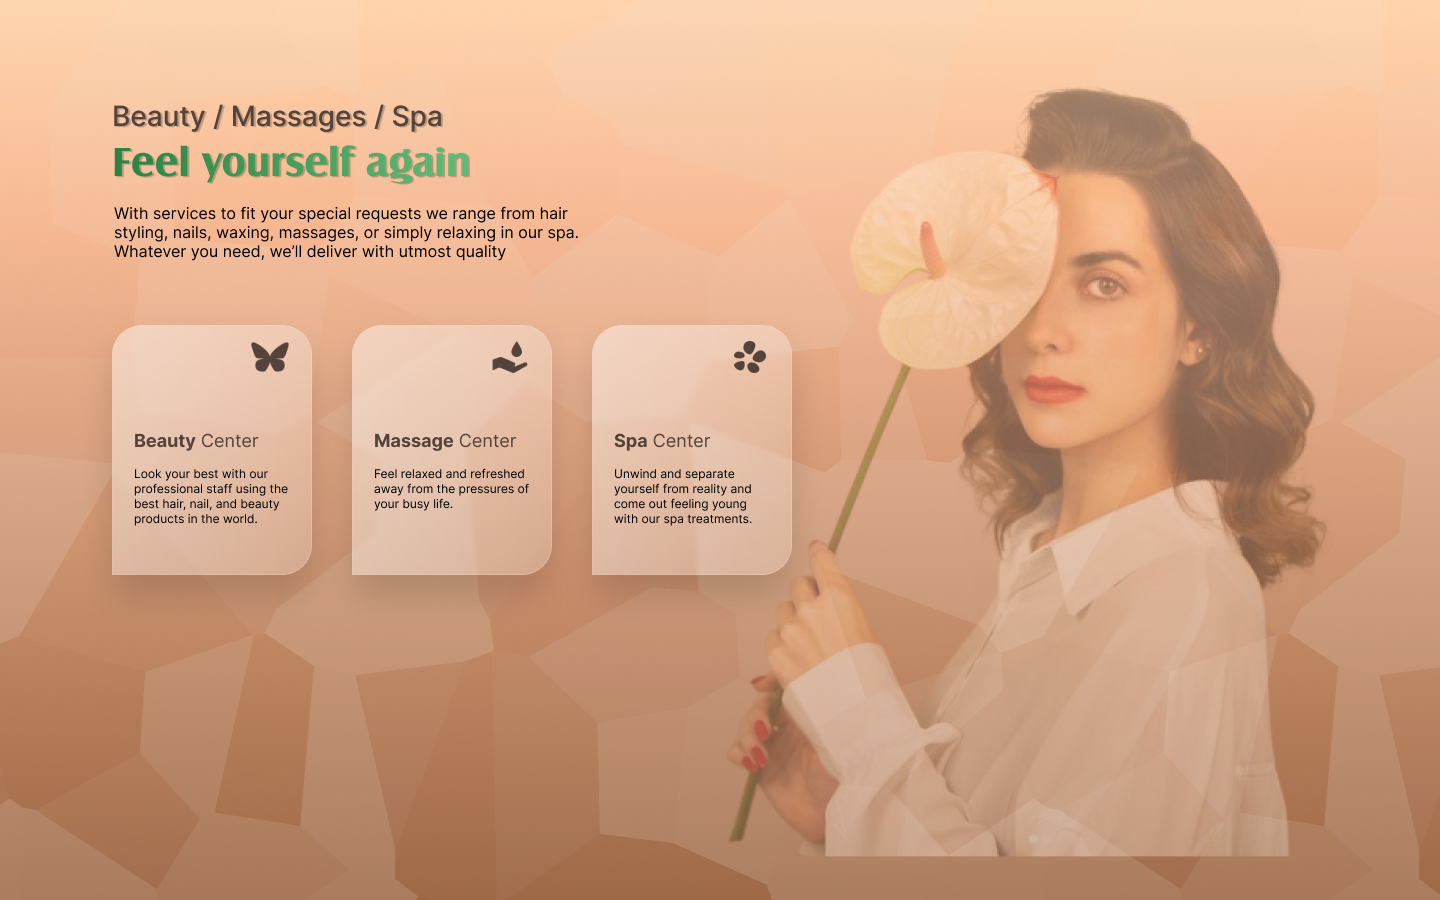 Beauty / Massages / Spa
Feel yourself again
With services to fit your special requests we range from hair
styling, nails, waxing, massages, or simply relaxing in our spa.
Whatever you need, we’ll deliver with utmost quality
Beauty Center
Look your best with our
professional staff using the
best hair, nail, and beauty
products in the world.
Massage Center
Feel relaxed and refreshed
away from the pressures of
your busy life.
Spa Center
Unwind and separate
yourself from reality and
come out feeling young
with our spa treatments.